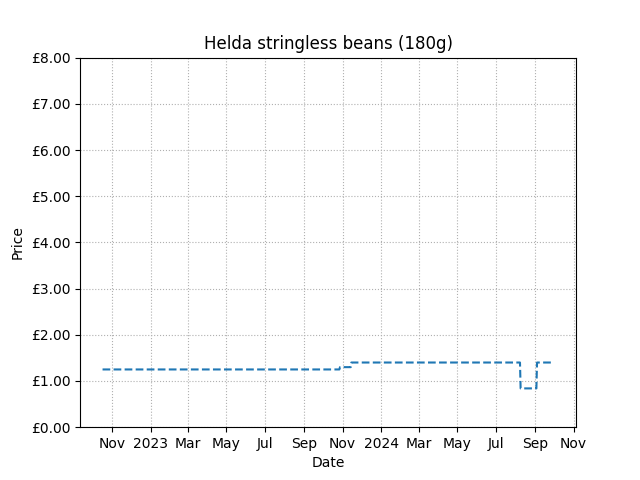 Helda stringless beans (180g)
£8.00
£7.00
£6.00
£5.00
£4.00
£3.00
£2.00
£1.00
£0.00
Price
Nov 2023 Mar May Jul Sep Nov 2024 Mar May Jul Sep Nov
Date